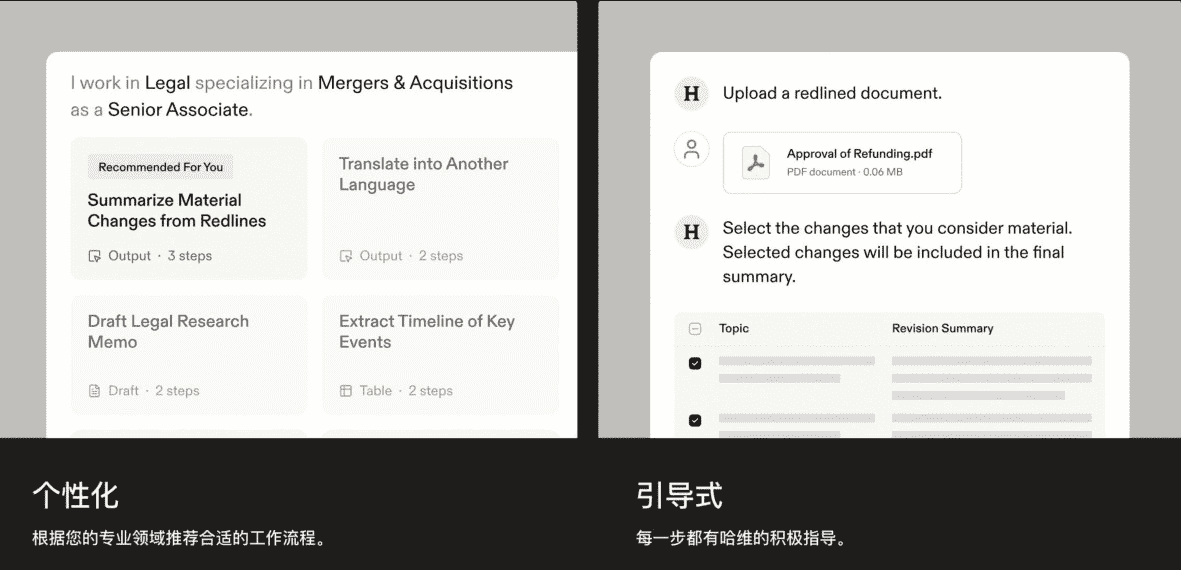 I work in Legal specializing in Mergers & Acquisitions
as a Senior Associate.
Recommended For You
Summarize Material
Changes from Redlines
Output · 3 steps
Translate into Another
Language
Output · 2 steps
Draft Legal Research
Memo
Draft · 2 steps
Extract Timeline of Key
Events
Table · 2 steps
个性化
根据您的专业领域推荐合适的工作流程。
H
Upload a redlined document.
Approval of Refunding.pdf
PDF document · 0.06 MB
H
Select the changes that you consider material.
Selected changes will be included in the final
summary.
Topic
Revision Summary
引导式
每一步都有哈维的积极指导。